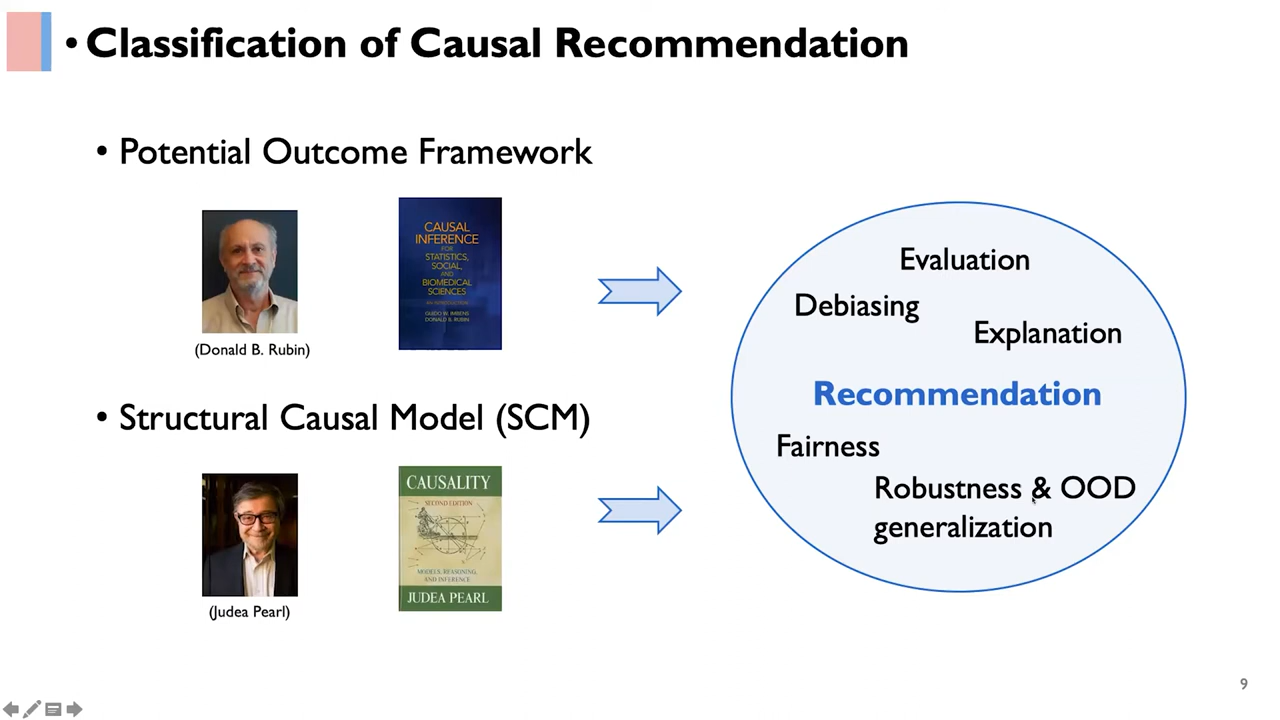 • Classification of Causal Recommendation
• Potential Outcome Framework
CAUSAL
INFERENCE
FOR
STATISTICS,
SOCIAL,
AND
BIOMEDICAL
SCIENCES
AN INTRODUCTION
GUIDO W. IMBENS
DONALD B. RUBIN
(Donald B. Rubin)
• Structural Causal Model (SCM)
CAUSALITY
SECOND EDITION
MODELS, REASONING,
AND INFERENCE
JUDEA PEARL
(Judea Pearl)
Evaluation
Debiasing
Explanation
Recommendation
Fairness
Robustness & OOD
generalization
9